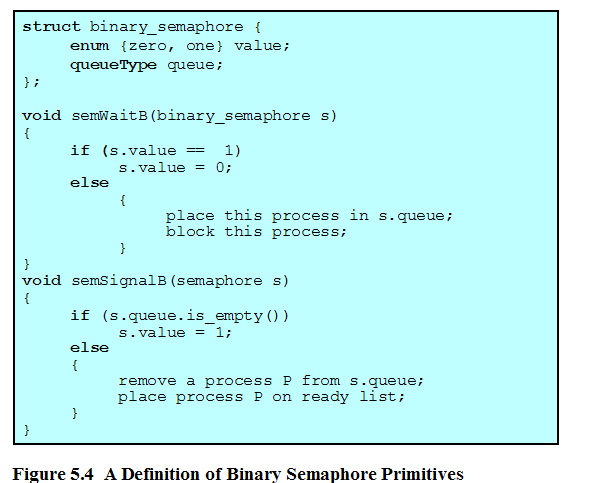 struct binary_semaphore {
enum {zero, one} value;
queueType queue;
};
void semWaitB(binary_semaphore s)
{
if (s.value == 1)
s.value = 0;
else
{
place this process in s.queue;
block this process;
}
}
void semSignalB(semaphore s)
{
if (s.queue.is_empty())
s.value = 1;
else
{
remove a process P from s.queue;
place process P on ready list;
}
}
Figure 5.4 A Definition of Binary Semaphore Primitives